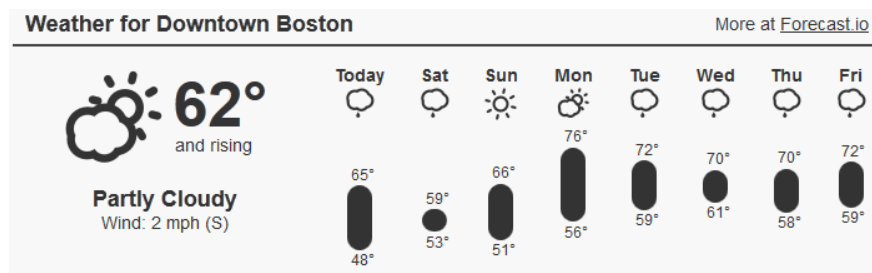 Weather for Downtown Boston
More at Forecast.io
62°
and rising
Partly Cloudy
Wind: 2 mph (S)
Today Sat Sun Mon Tue Wed Thu Fri
65° 59° 66° 76° 72° 70° 70° 72°
48° 53° 51° 56° 59° 61° 58° 59°